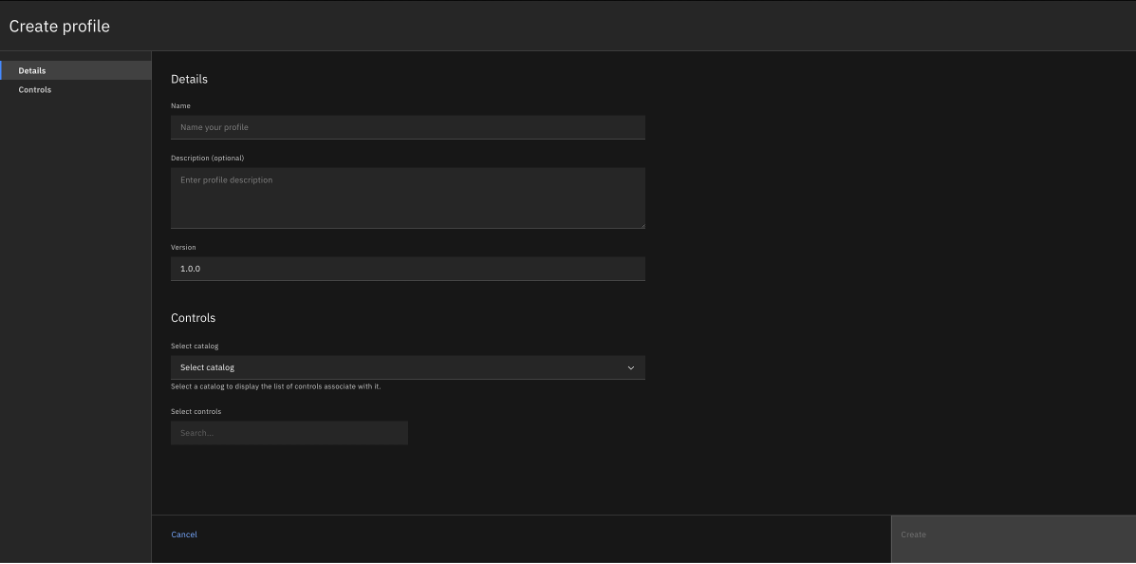 Create profile
Details
Controls
Details
Name
Name your profile
Description (optional)
Enter profile description
Version
1.0.0
Controls
Select catalog
Select catalog
Select a catalog to display the list of controls associate with it.
Select controls
Search...
Cancel
Create